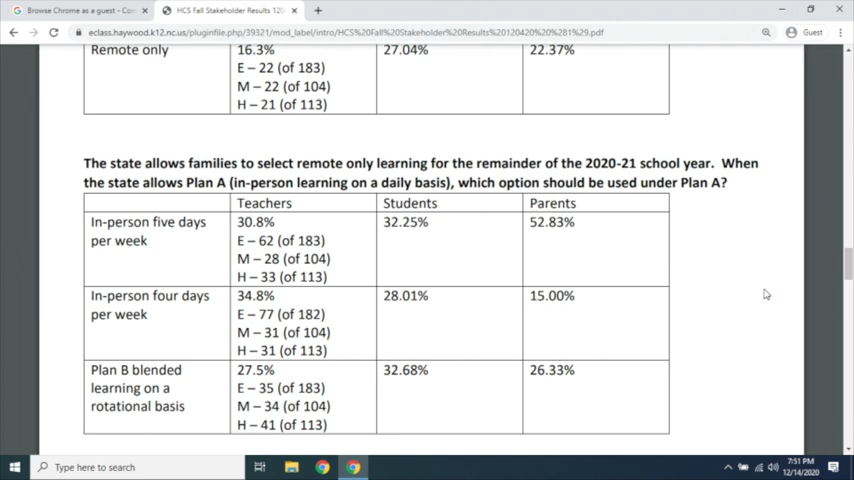 Browse Chrome as a guest - Com
HCS Fall Stakeholder Results 120
eclass.haywood.k12.nc.us/pluginfile.php/39321/mod_label/intro/HCS%20Fall%20Stakeholder%20Results%20120420%20%281%29.pdf
Guest
Remote only
16.3%
E – 22 (of 183)
M – 22 (of 104)
H – 21 (of 113)
27.04%
22.37%
The state allows families to select remote only learning for the remainder of the 2020-21 school year. When
the state allows Plan A (in-person learning on a daily basis), which option should be used under Plan A?
Teachers
Students
Parents
In-person five days
per week
30.8%
E – 62 (of 183)
M – 28 (of 104)
H – 33 (of 113)
32.25%
52.83%
In-person four days
per week
34.8%
E – 77 (of 182)
M – 31 (of 104)
H – 31 (of 113)
28.01%
15.00%
Plan B blended
learning on a
rotational basis
27.5%
E – 35 (of 183)
M – 34 (of 104)
H – 41 (of 113)
32.68%
26.33%
Type here to search
7:51 PM
12/14/2020